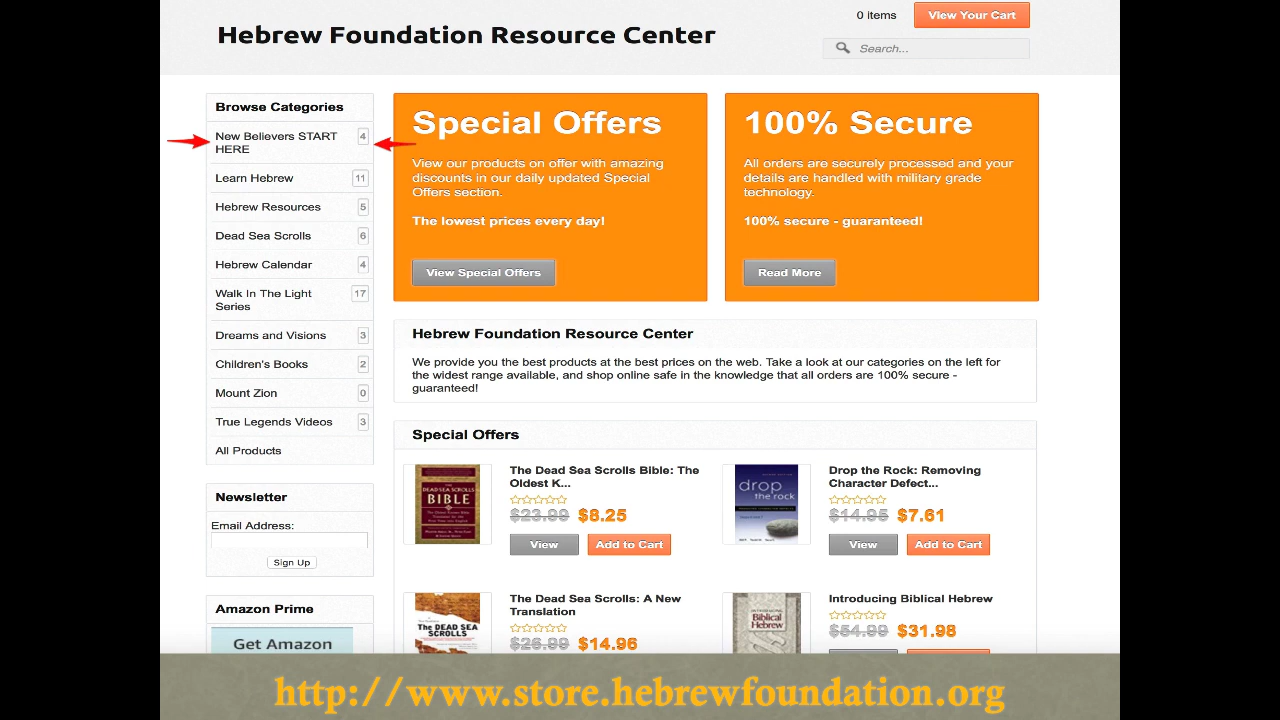 Hebrew Foundation Resource Center
0 items
View Your Cart
Search...
Browse Categories
New Believers START
HERE
4
Learn Hebrew 11
Hebrew Resources 5
Dead Sea Scrolls 6
Hebrew Calendar 4
Walk In The Light
Series
17
Dreams and Visions 3
Children's Books 2
Mount Zion 0
True Legends Videos 3
All Products
Newsletter
Email Address:
Sign Up
Amazon Prime
Get Amazon
Special Offers
View our products on offer with amazing
discounts in our daily updated Special
Offers section.
The lowest prices every day!
View Special Offers
100% Secure
All orders are securely processed and your
details are handled with military grade
technology.
100% secure - guaranteed!
Read More
Hebrew Foundation Resource Center
We provide you the best products at the best prices on the web. Take a look at our categories on the left for
the widest range available, and shop online safe in the knowledge that all orders are 100% secure -
guaranteed!
Special Offers
THE
DEAD SEA SCROLLS
BIBLE
The Dead Sea Scrolls Bible: The
Oldest K...
$23.99 $8.25
View Add to Cart
drop
the rock
Drop the Rock: Removing
Character Defect...
$14.95 $7.61
View Add to Cart
The DEAD SEA
SCROLLS
The Dead Sea Scrolls: A New
Translation
$26.99 $14.96
INTRODUCING
Biblical
Hebrew
Introducing Biblical Hebrew
$54.99 $31.98
http://www.store.hebrewfoundation.org